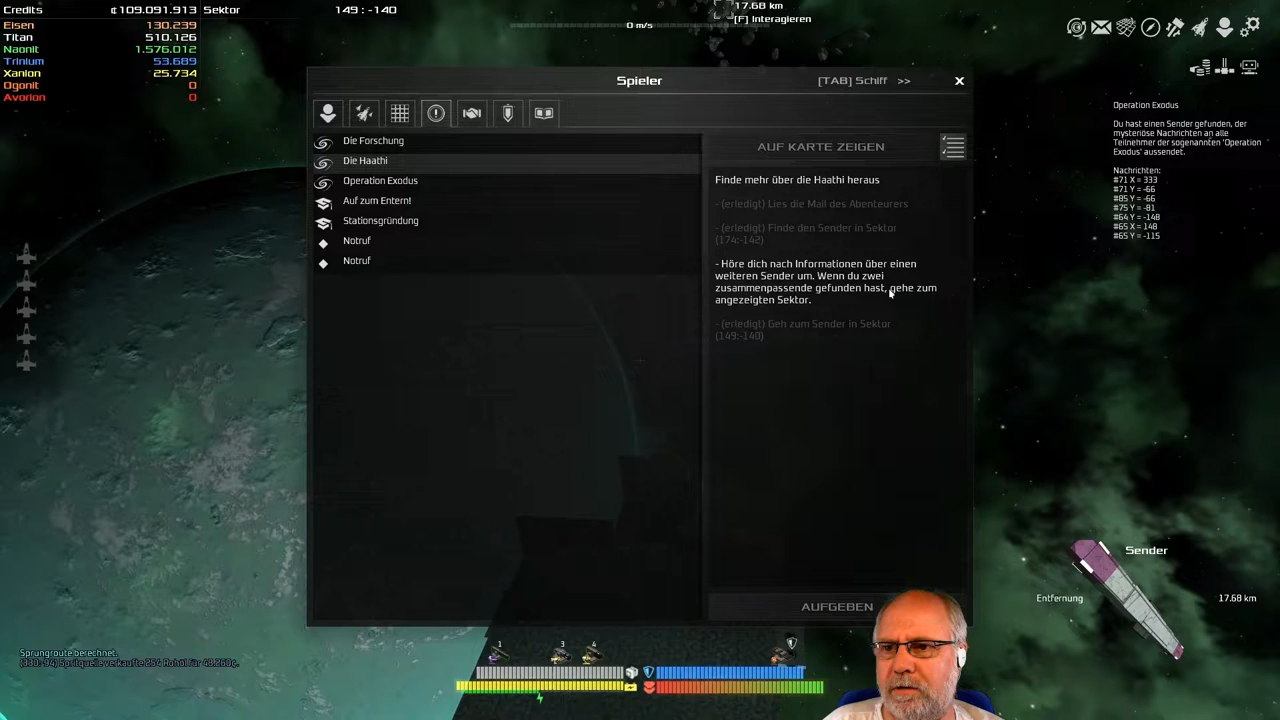 Credits ¢109.091.913 Sektor 149 : -140
Eisen 130.239
Titan 510.126
Naonit 1.576.012
Trinium 53.689
Xanion 25.734
Ogonit 0
Avorion 0
17.68 km
[F] Interagieren
0 m/s
Spieler
[TAB] Schiff >>
X
Die Forschung
Die Haathi
Operation Exodus
Auf zum Entern!
Stationsgründung
Notruf
Notruf
AUF KARTE ZEIGEN
Finde mehr über die Haathi heraus
- (erledigt) Lies die Mail des Abenteurers
- (erledigt) Finde den Sender in Sektor
(174:-142)
- Höre dich nach Informationen über einen
weiteren Sender um. Wenn du zwei
zusammenpassende gefunden hast, gehe zum
angezeigten Sektor.
- (erledigt) Geh zum Sender in Sektor
(149:-140)
AUFGEBEN
Operation Exodus
Du hast einen Sender gefunden, der
mysteriöse Nachrichten an alle
Teilnehmer der sogenannten 'Operation
Exodus' aussendet.
Nachrichten:
#71 X = 333
#71 Y = -66
#85 Y = -66
#75 Y = -81
#64 Y = -148
#65 X = 148
#65 Y = -115
Sender
Entfernung 17.68 km
Sprungroute berechnet.
1 3 4